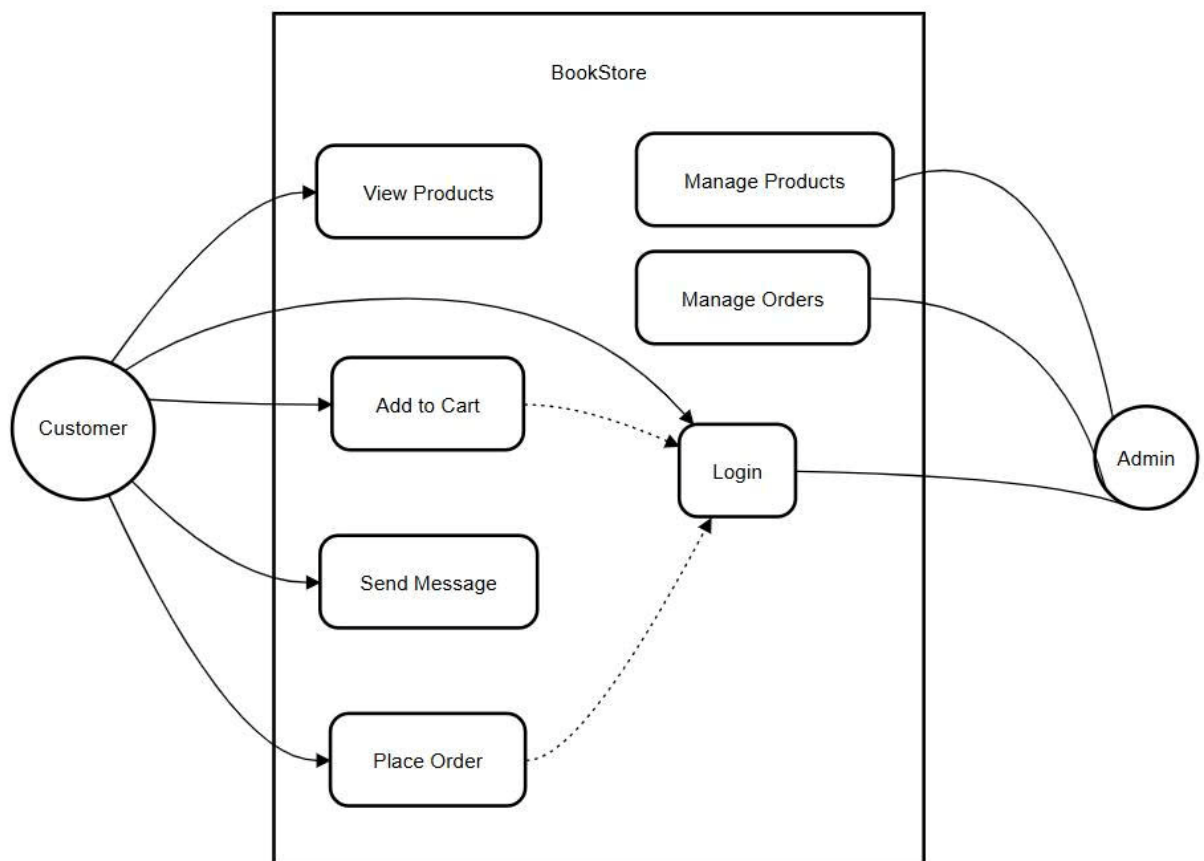 BookStore
View Products
Manage Products
Manage Orders
Customer
Add to Cart
Login
Admin
Send Message
Place Order